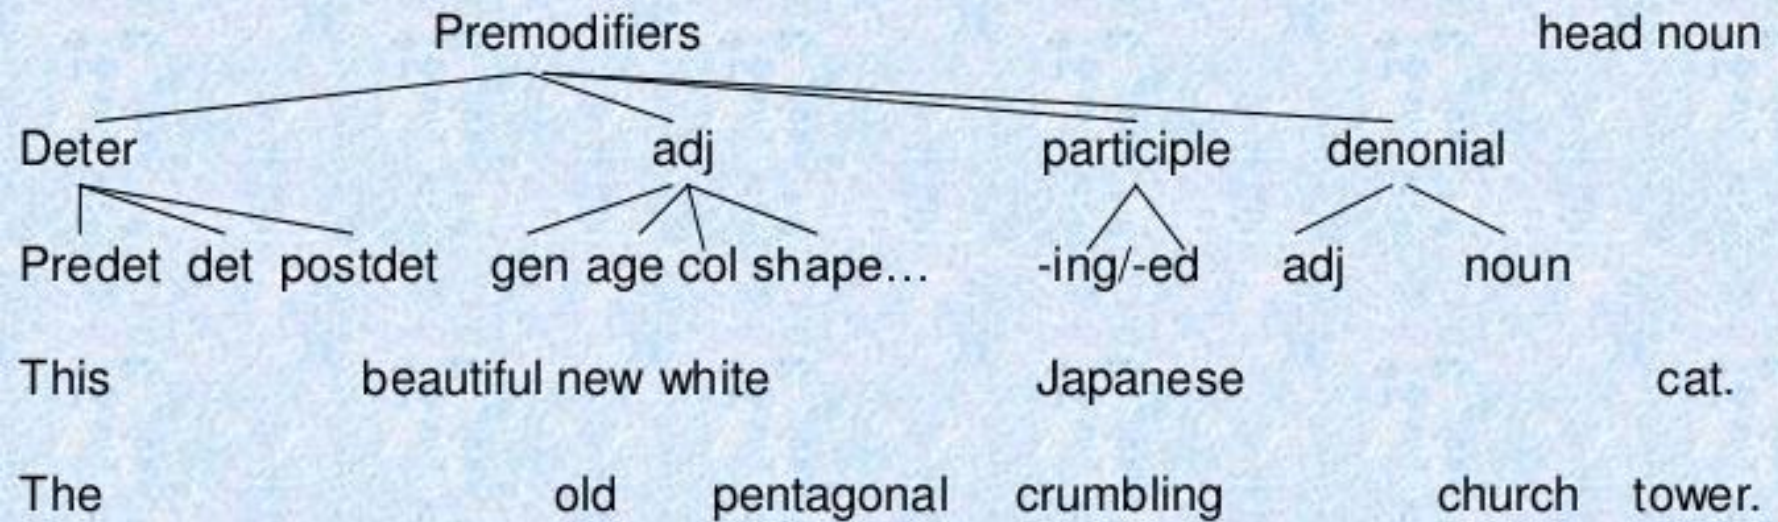 Premodifiers head noun
Deter adj participle denonial
Predet det postdet gen age col shape... -ing/-ed adj noun
This beautiful new white Japanese cat.
The old pentagonal crumbling church tower.